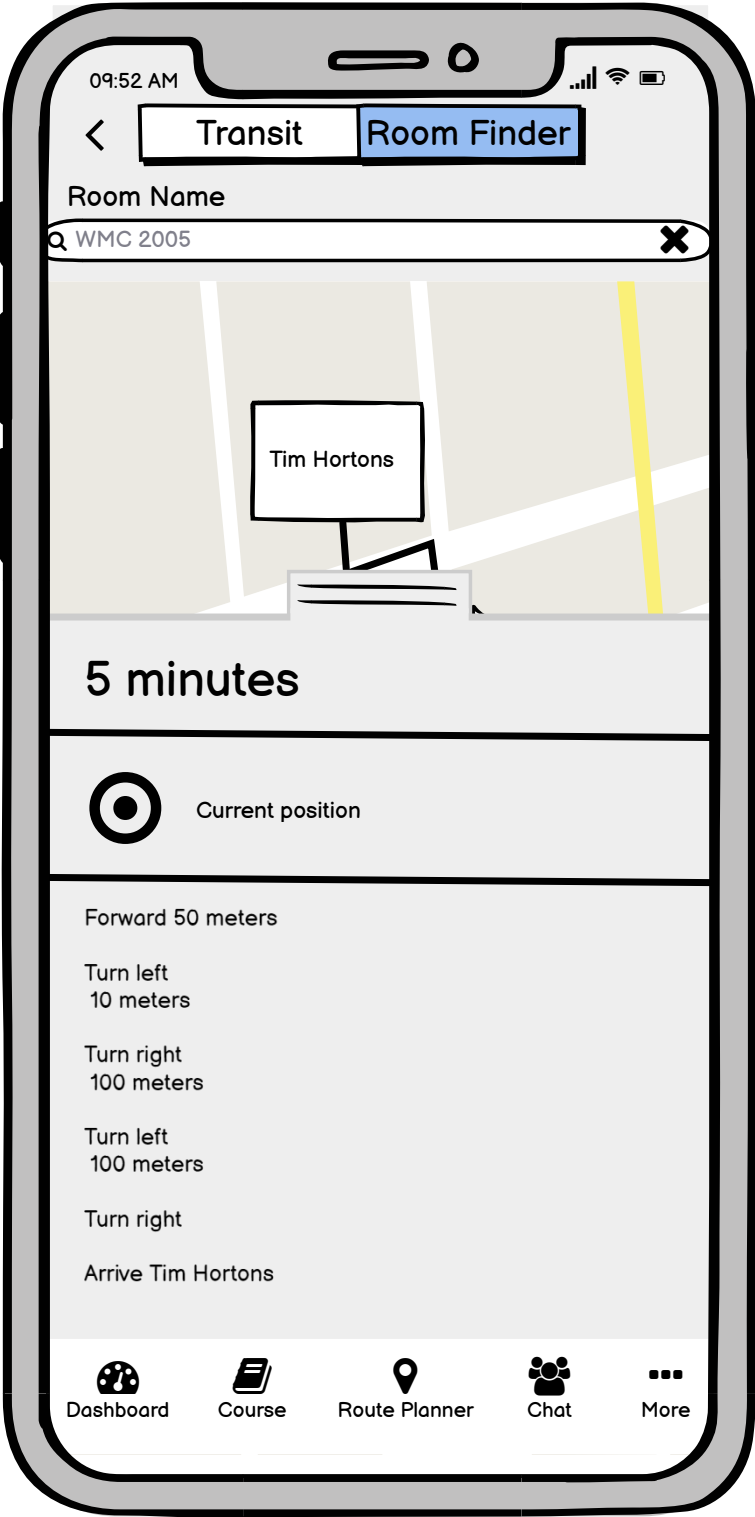 09:52 AM
Transit
Room Finder
Room Name
WMC 2005
Tim Hortons
5 minutes
Current position
Forward 50 meters
Turn left
10 meters
Turn right
100 meters
Turn left
100 meters
Turn right
Arrive Tim Hortons
Dashboard
Course
Route Planner
Chat
More